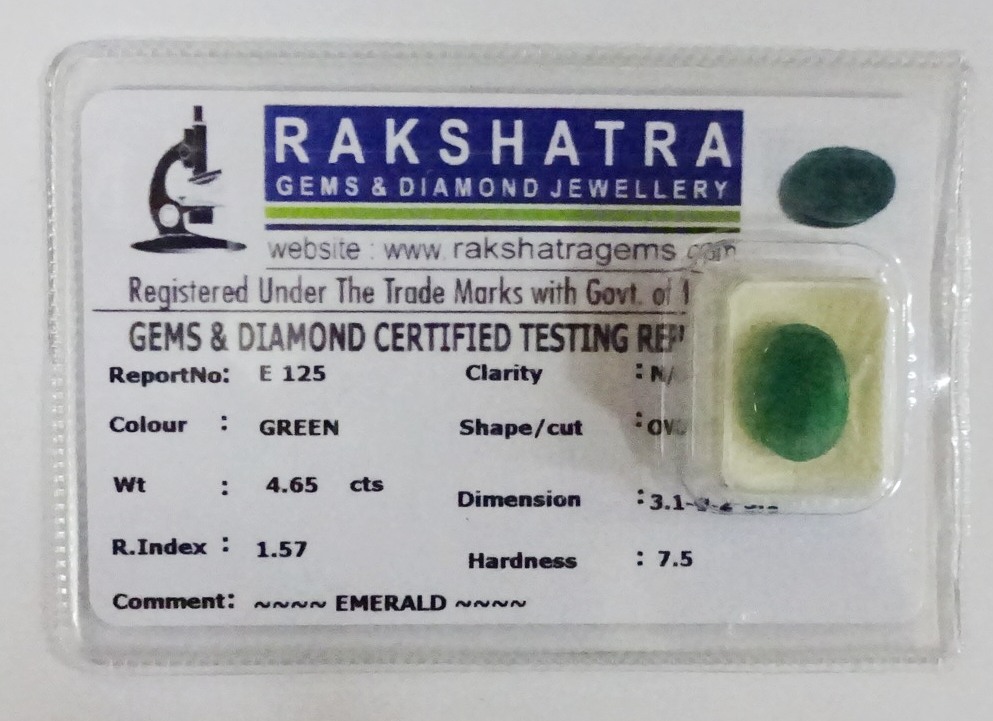 RAKSHATRA
GEMS & DIAMOND JEWELLERY
website : www.rakshatragems.com
Registered Under The Trade Marks with Govt. of
GEMS & DIAMOND CERTIFIED TESTING
ReportNo: E 125 Clarity :
Colour : GREEN Shape/cut :
Wt : 4.65 cts Dimension :
R.Index : 1.57 Hardness : 7.5
Comment: ~~~~ EMERALD ~~~~